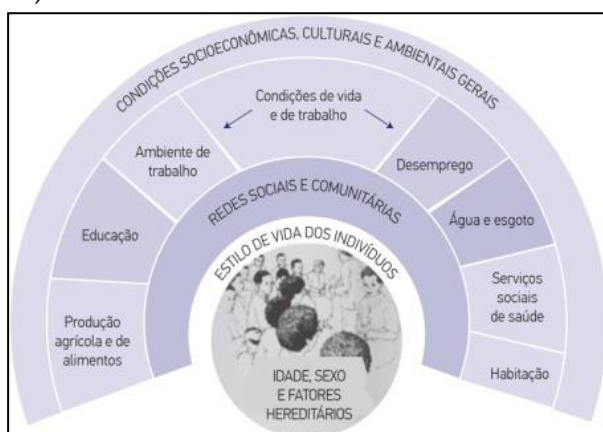 CONDIÇÕES SOCIOECONÔMICAS, CULTURAIS E AMBIENTAIS GERAIS
Condições de vida
e de trabalho
Ambiente de
trabalho
Desemprego
REDES SOCIAIS E COMUNITÁRIAS
Educação
Água e esgoto
ESTILO DE VIDA DOS INDIVÍDUOS
Produção
agrícola e de
alimentos
Serviços
sociais
de saúde
Habitação
IDADE, SEXO
E FATORES
HEREDITÁRIOS